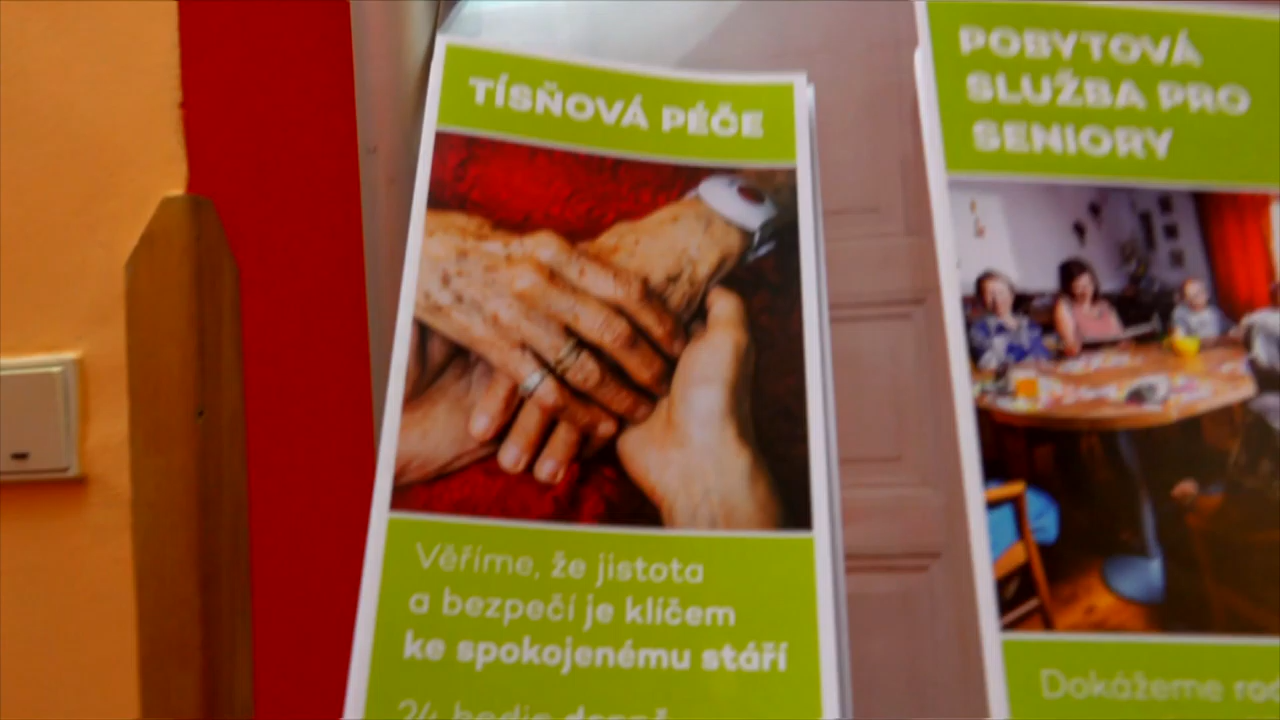 TÍSŇOVÁ PÉČE
Věříme, že jistota
a bezpečí je klíčem
ke spokojenému stáří
POBYTOVÁ
SLUŽBA PRO
SENIORY
Dokážeme